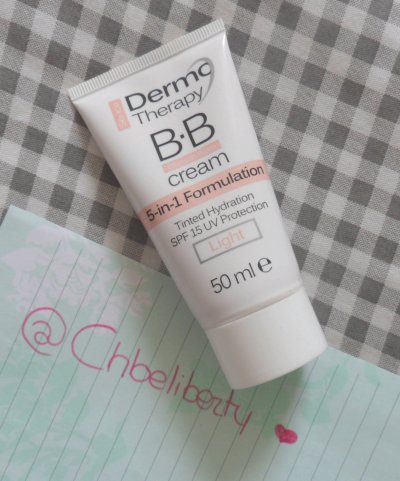 Dermo
Therapy
B·B
cream
5-in-1 Formulation
Tinted Hydration
SPF 15 UV Protection
Light
50 ml e
@Chbeliberty